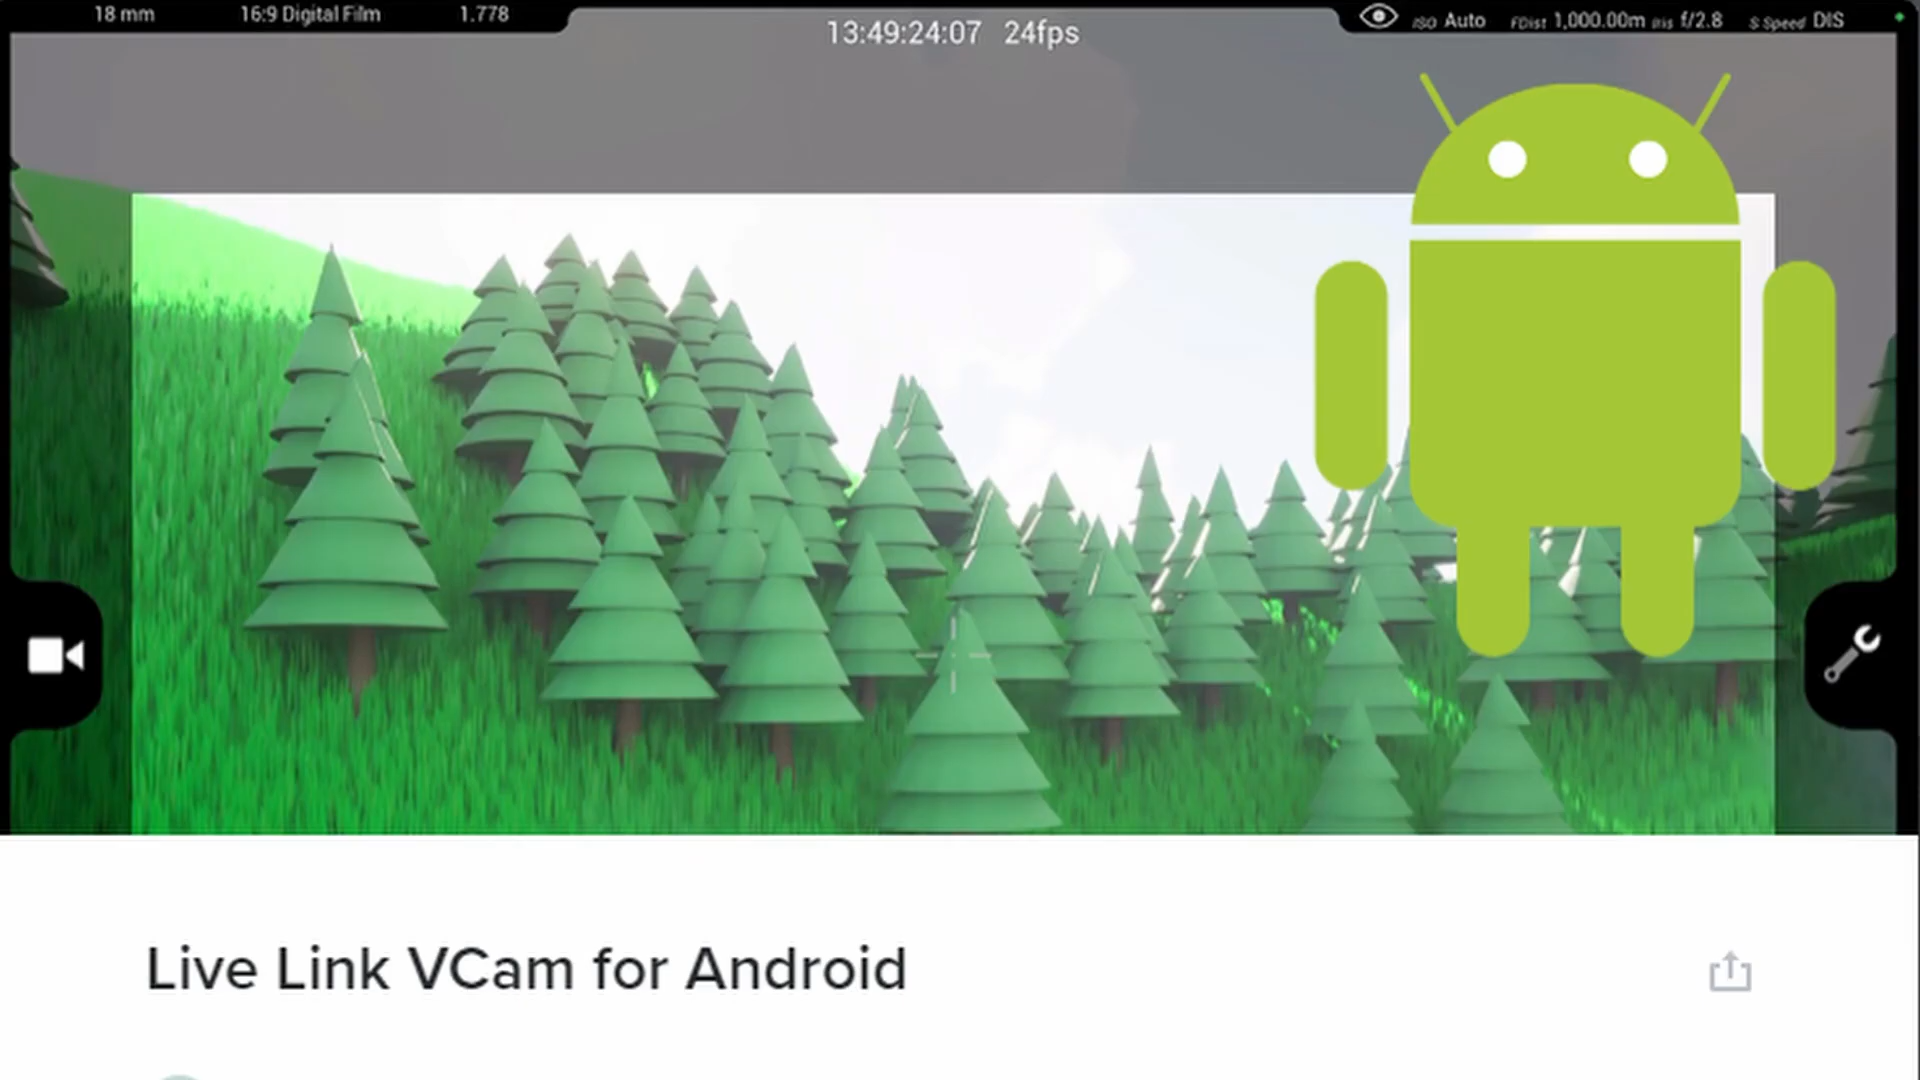 18 mm 16:9 Digital Film 1.778
13:49:24:07 24fps
ISO Auto FDist 1,000.00m Iris f/2.8 S Speed DIS
Live Link VCam for Android